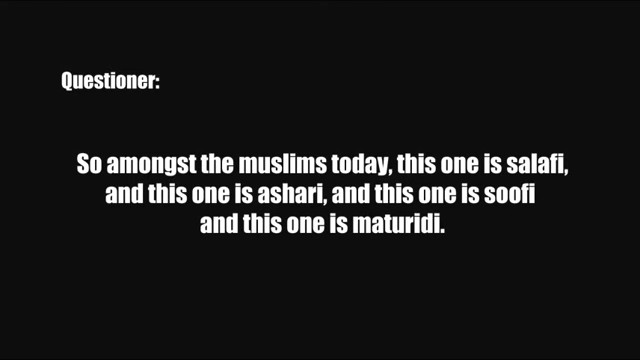 Questioner:
So amongst the muslims today, this one is salafi,
and this one is ashari, and this one is soofi
and this one is maturidi.